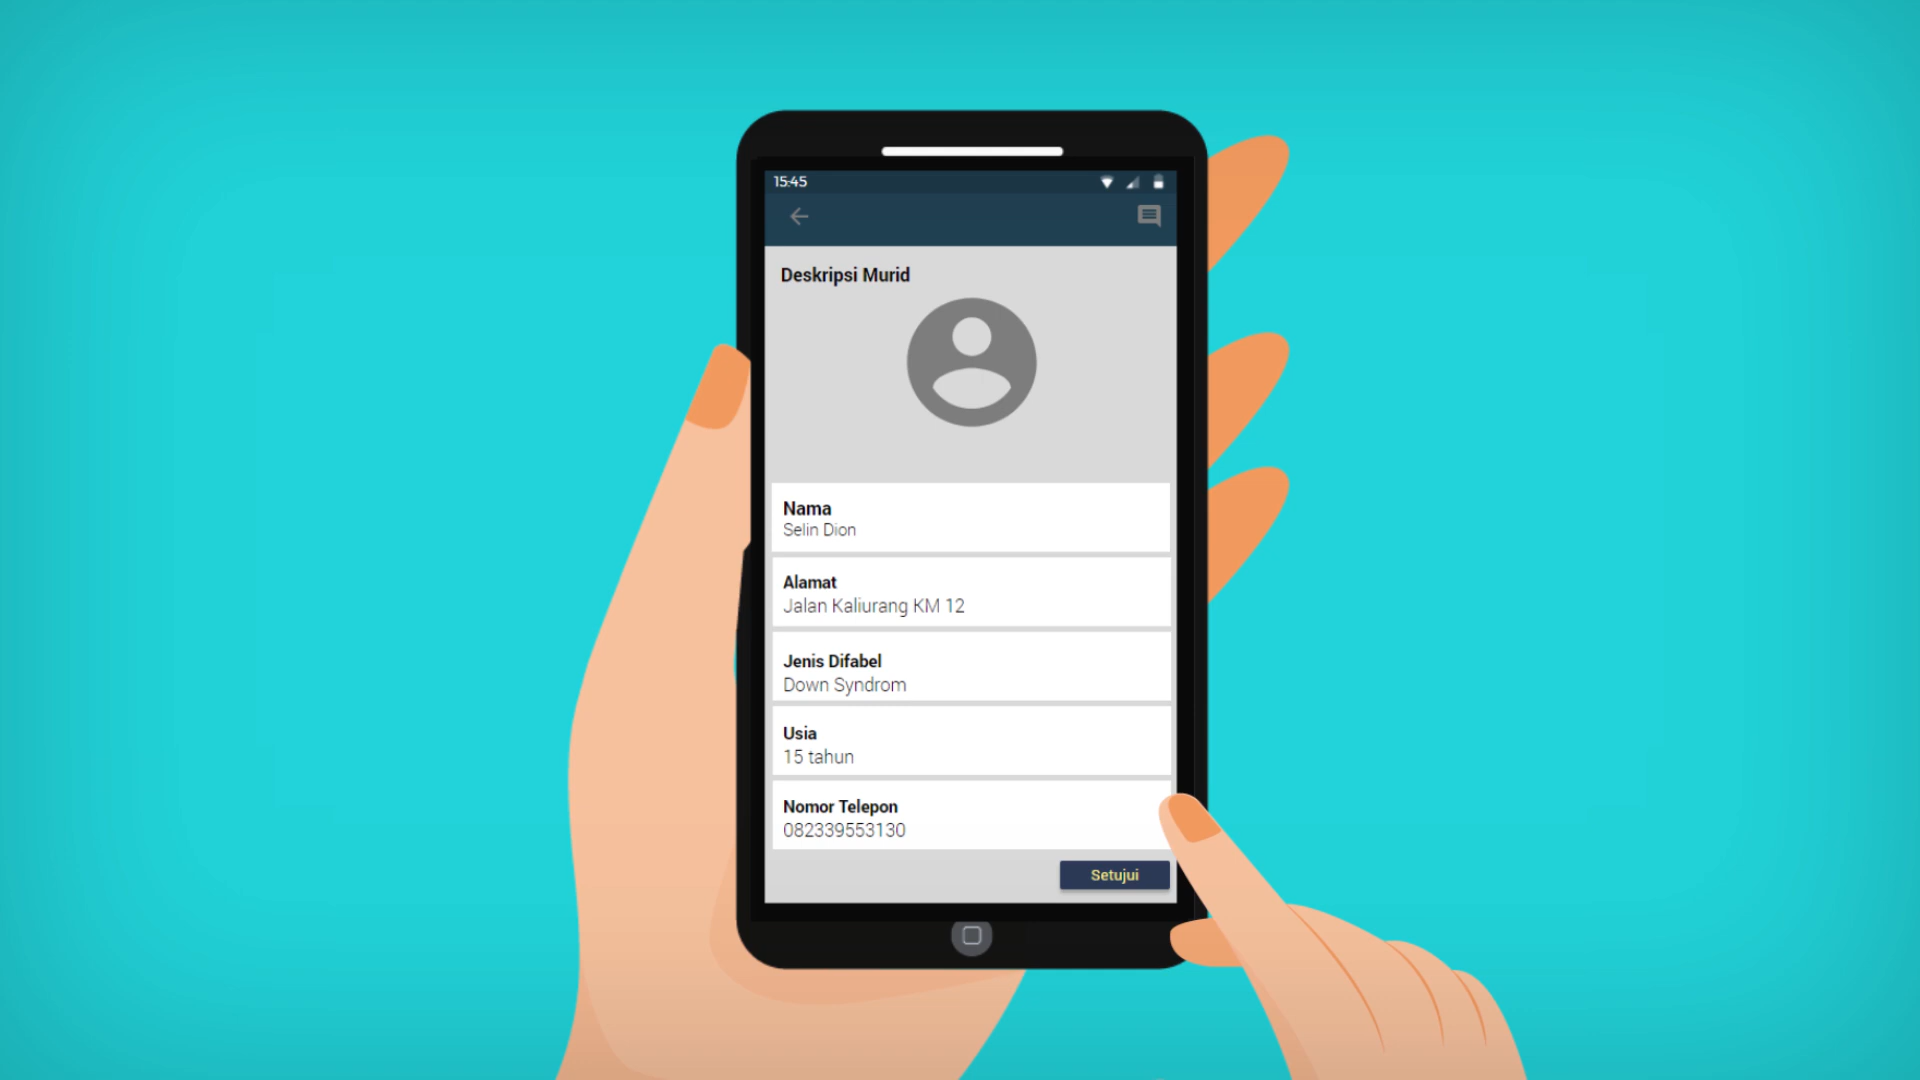 15:45
Deskripsi Murid
Nama
Selin Dion
Alamat
Jalan Kaliurang KM 12
Jenis Difabel
Down Syndrom
Usia
15 tahun
Nomor Telepon
082339553130
Setujui